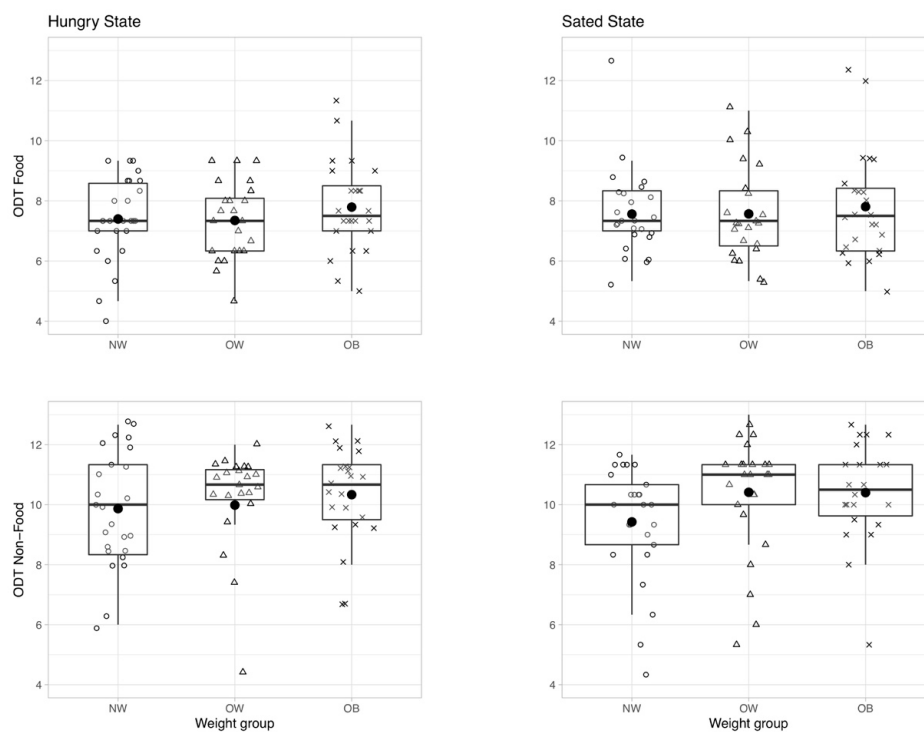 Hungry State
Sated State
ODT Food
12
10
8
6
4
NW OW OB
12
10
8
6
4
NW OW OB
ODT Non-Food
12
10
8
6
4
NW OW OB
Weight group
12
10
8
6
4
NW OW OB
Weight group